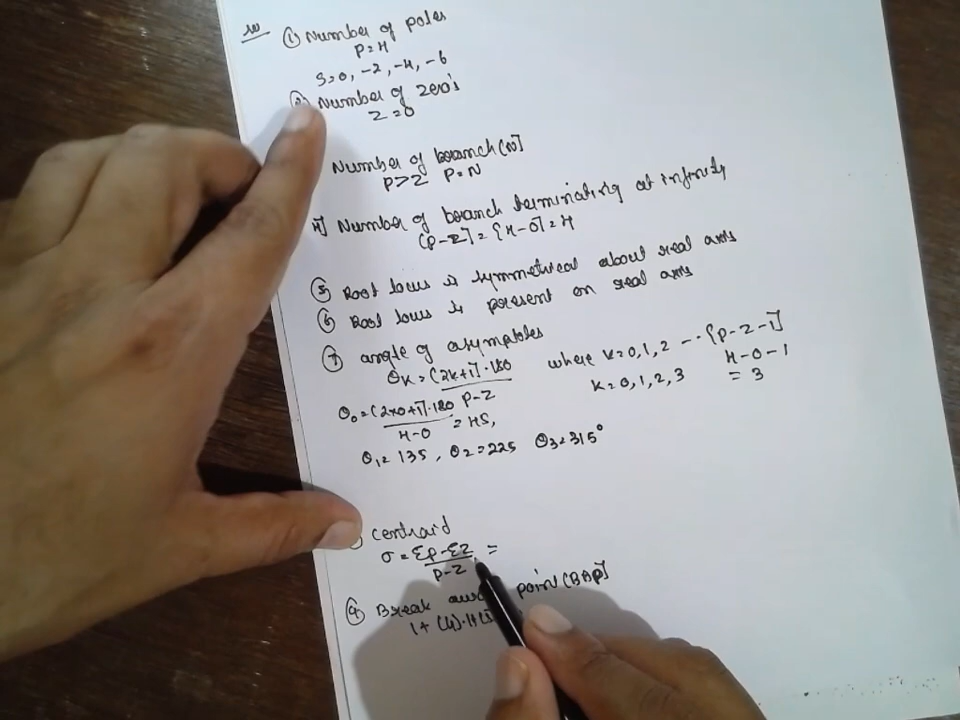 ① Number of poles
P=4
S=0, -2, -4, -6
② Number of zero's
Z=0
Number of branch(N)
P>Z P=N
4] Number of branch terminating at infinity
(P-Z]={4-0]=4
⑤ Root locus is symmetrical about real axis
⑥ Root locus is present on real axis
⑦ angle of asymptotes
θK=(2K+1)·180 where K=0,1,2 --·{P-Z-1]
P-Z K=0,1,2,3 4-0-1
= 3
θ0=(2x0+1)·180
4-0 =45,
θ1=135, θ2=225 θ3=315°
Centroid
σ=ΣP-ΣZ =
P-Z
⑨ Break point(BAP]